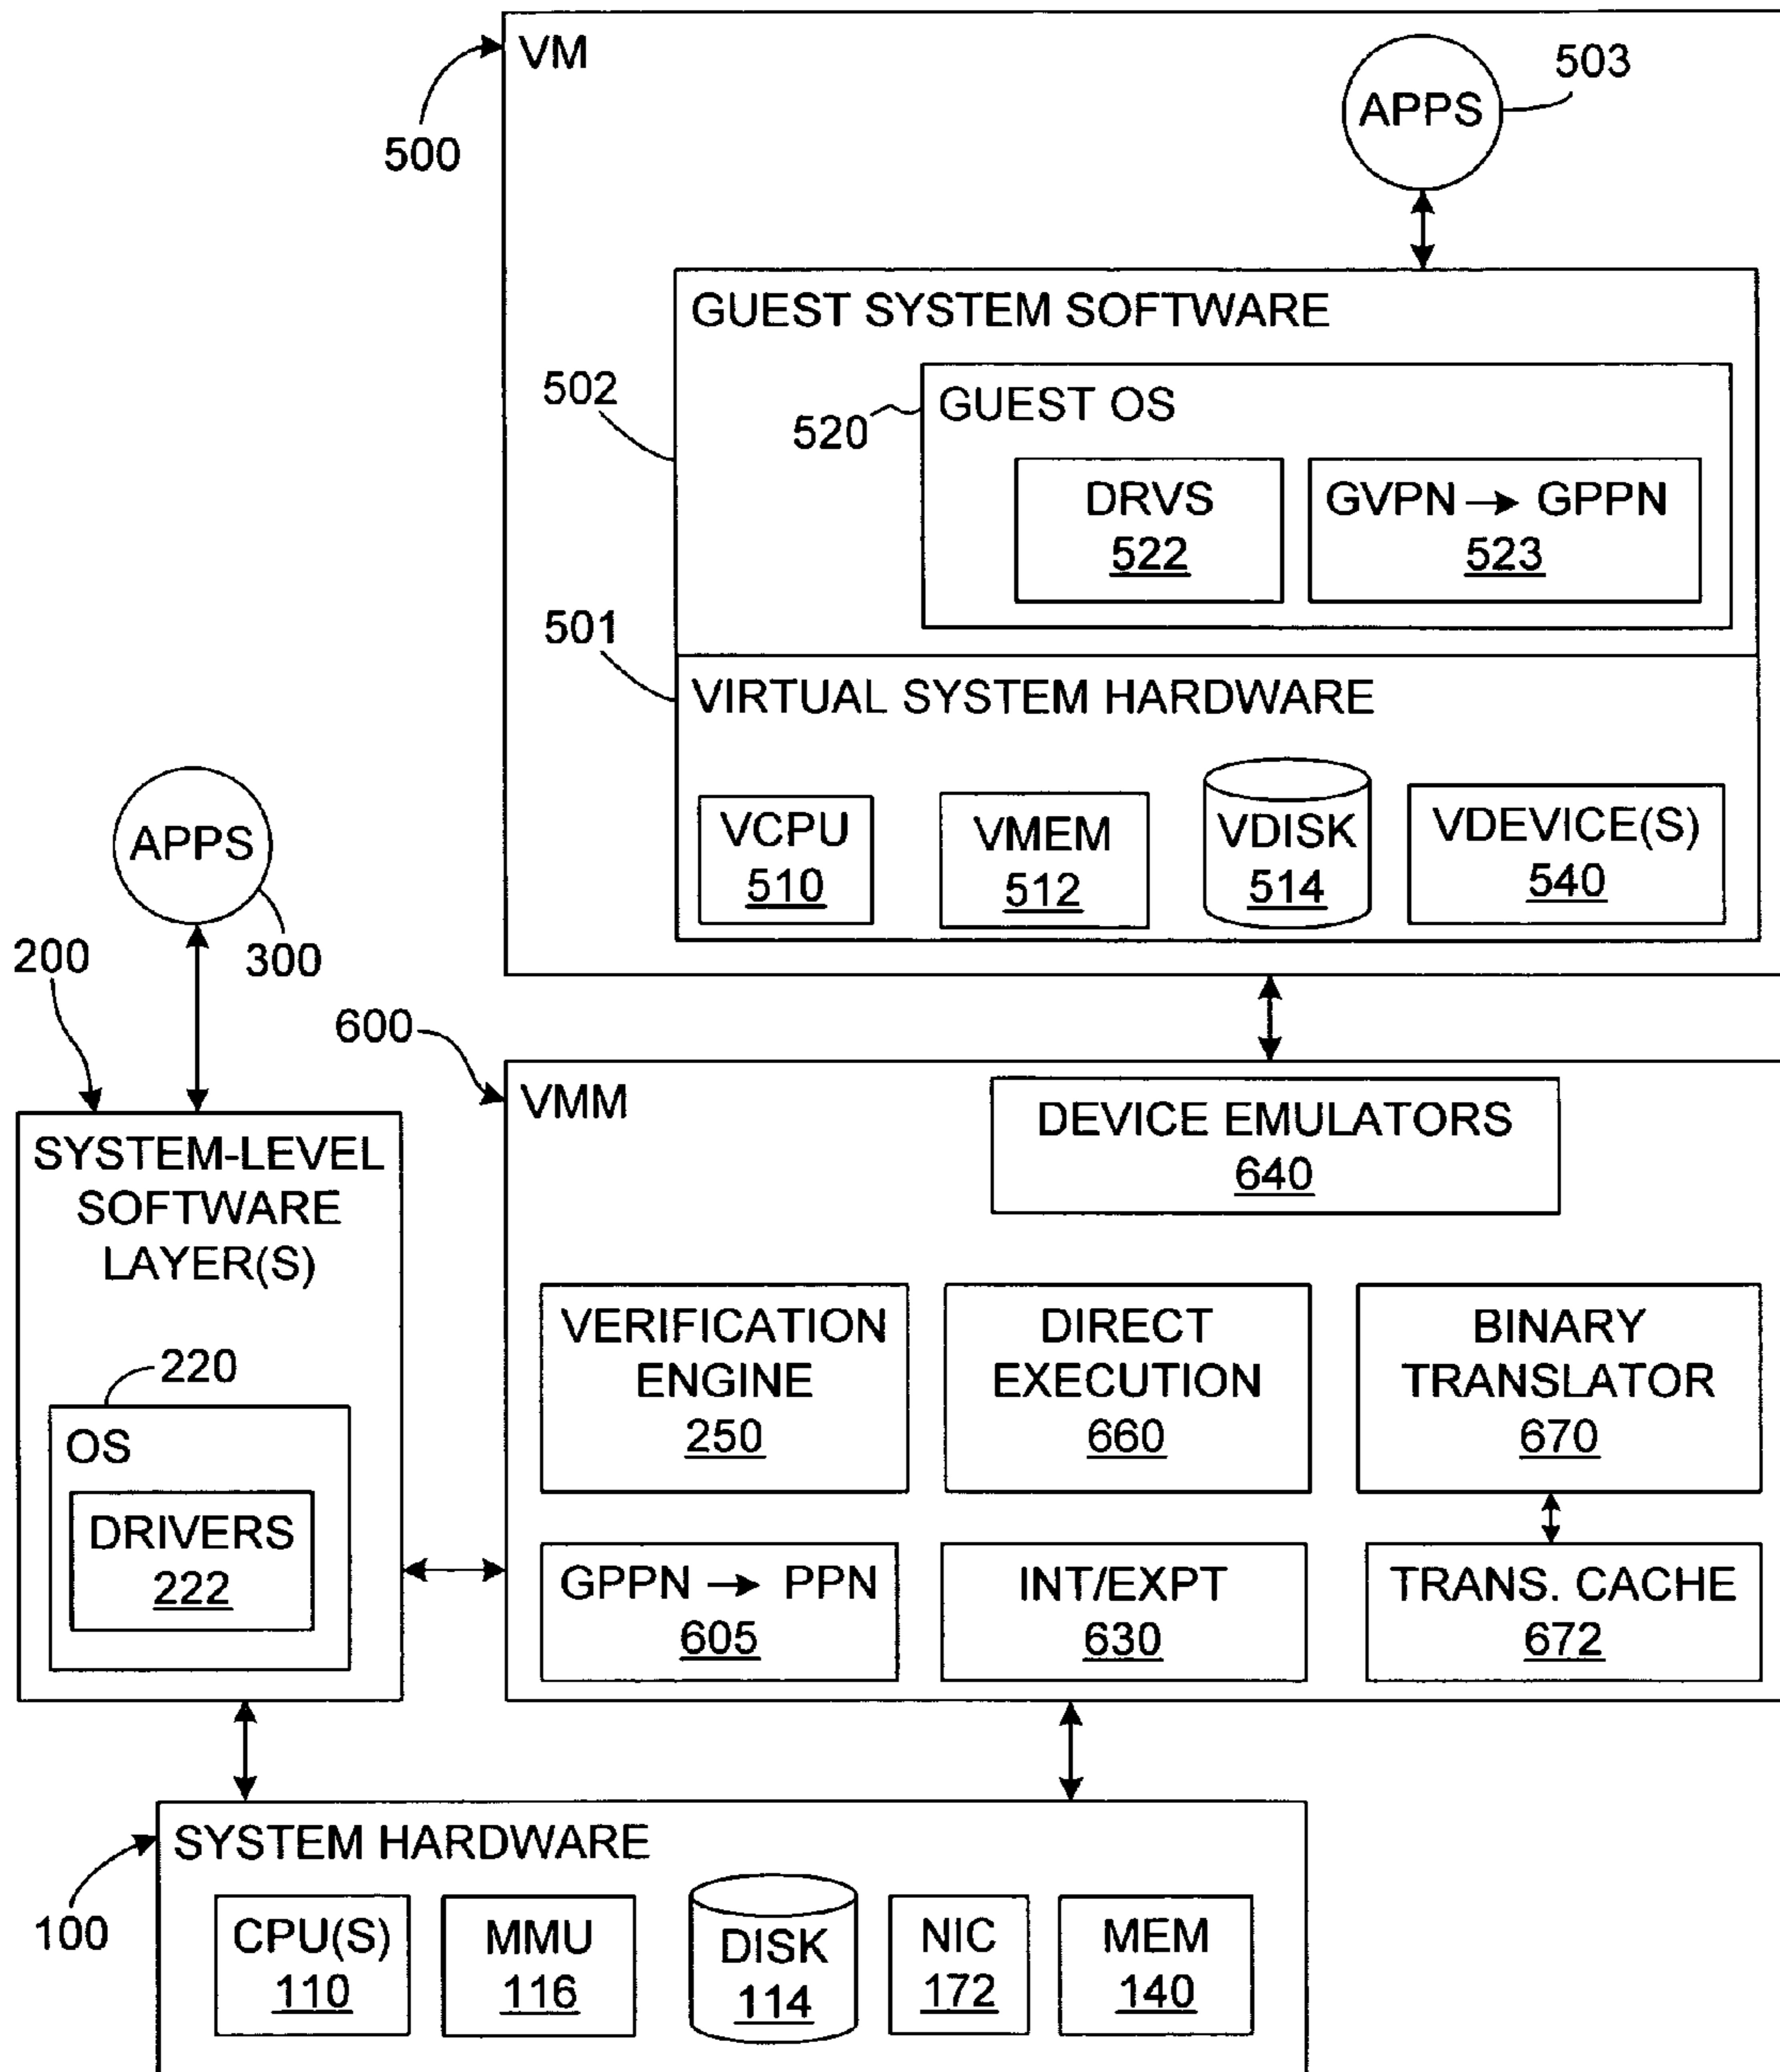 VM
500
APPS
503
GUEST SYSTEM SOFTWARE
502
GUEST OS
520
DRVS
522
GVPN → GPPN
523
501
VIRTUAL SYSTEM HARDWARE
VCPU
510
VMEM
512
VDISK
514
VDEVICE(S)
540
APPS
300
200
SYSTEM-LEVEL
SOFTWARE
LAYER(S)
220
OS
DRIVERS
222
600
VMM
DEVICE EMULATORS
640
VERIFICATION
ENGINE
250
DIRECT
EXECUTION
660
BINARY
TRANSLATOR
670
GPPN → PPN
605
INT/EXPT
630
TRANS. CACHE
672
100
SYSTEM HARDWARE
CPU(S)
110
MMU
116
DISK
114
NIC
172
MEM
140